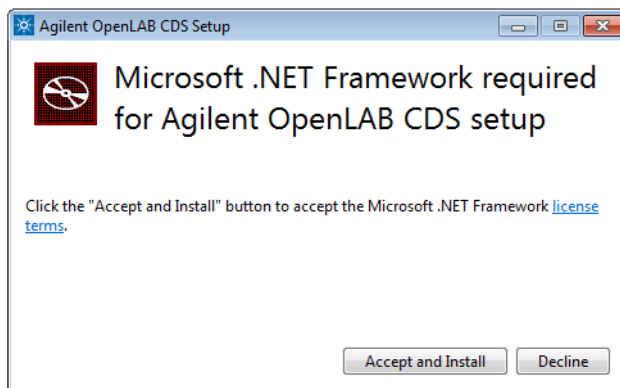 Agilent OpenLAB CDS Setup
Microsoft .NET Framework required
for Agilent OpenLAB CDS setup
Click the "Accept and Install" button to accept the Microsoft .NET Framework license
terms.
Accept and Install Decline